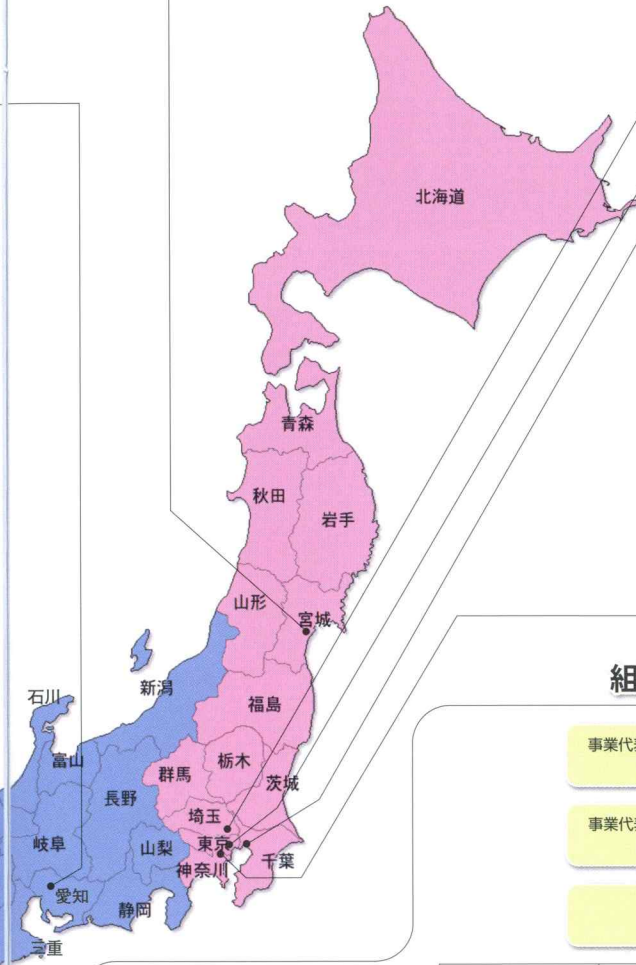 北海道
青森
秋田
岩手
山形
宮城
新潟
石川
福島
富山
群馬
栃木
茨城
長野
埼玉
岐阜
山梨
東京
千葉
神奈川
愛知
静岡
三重
組
事業代
事業代